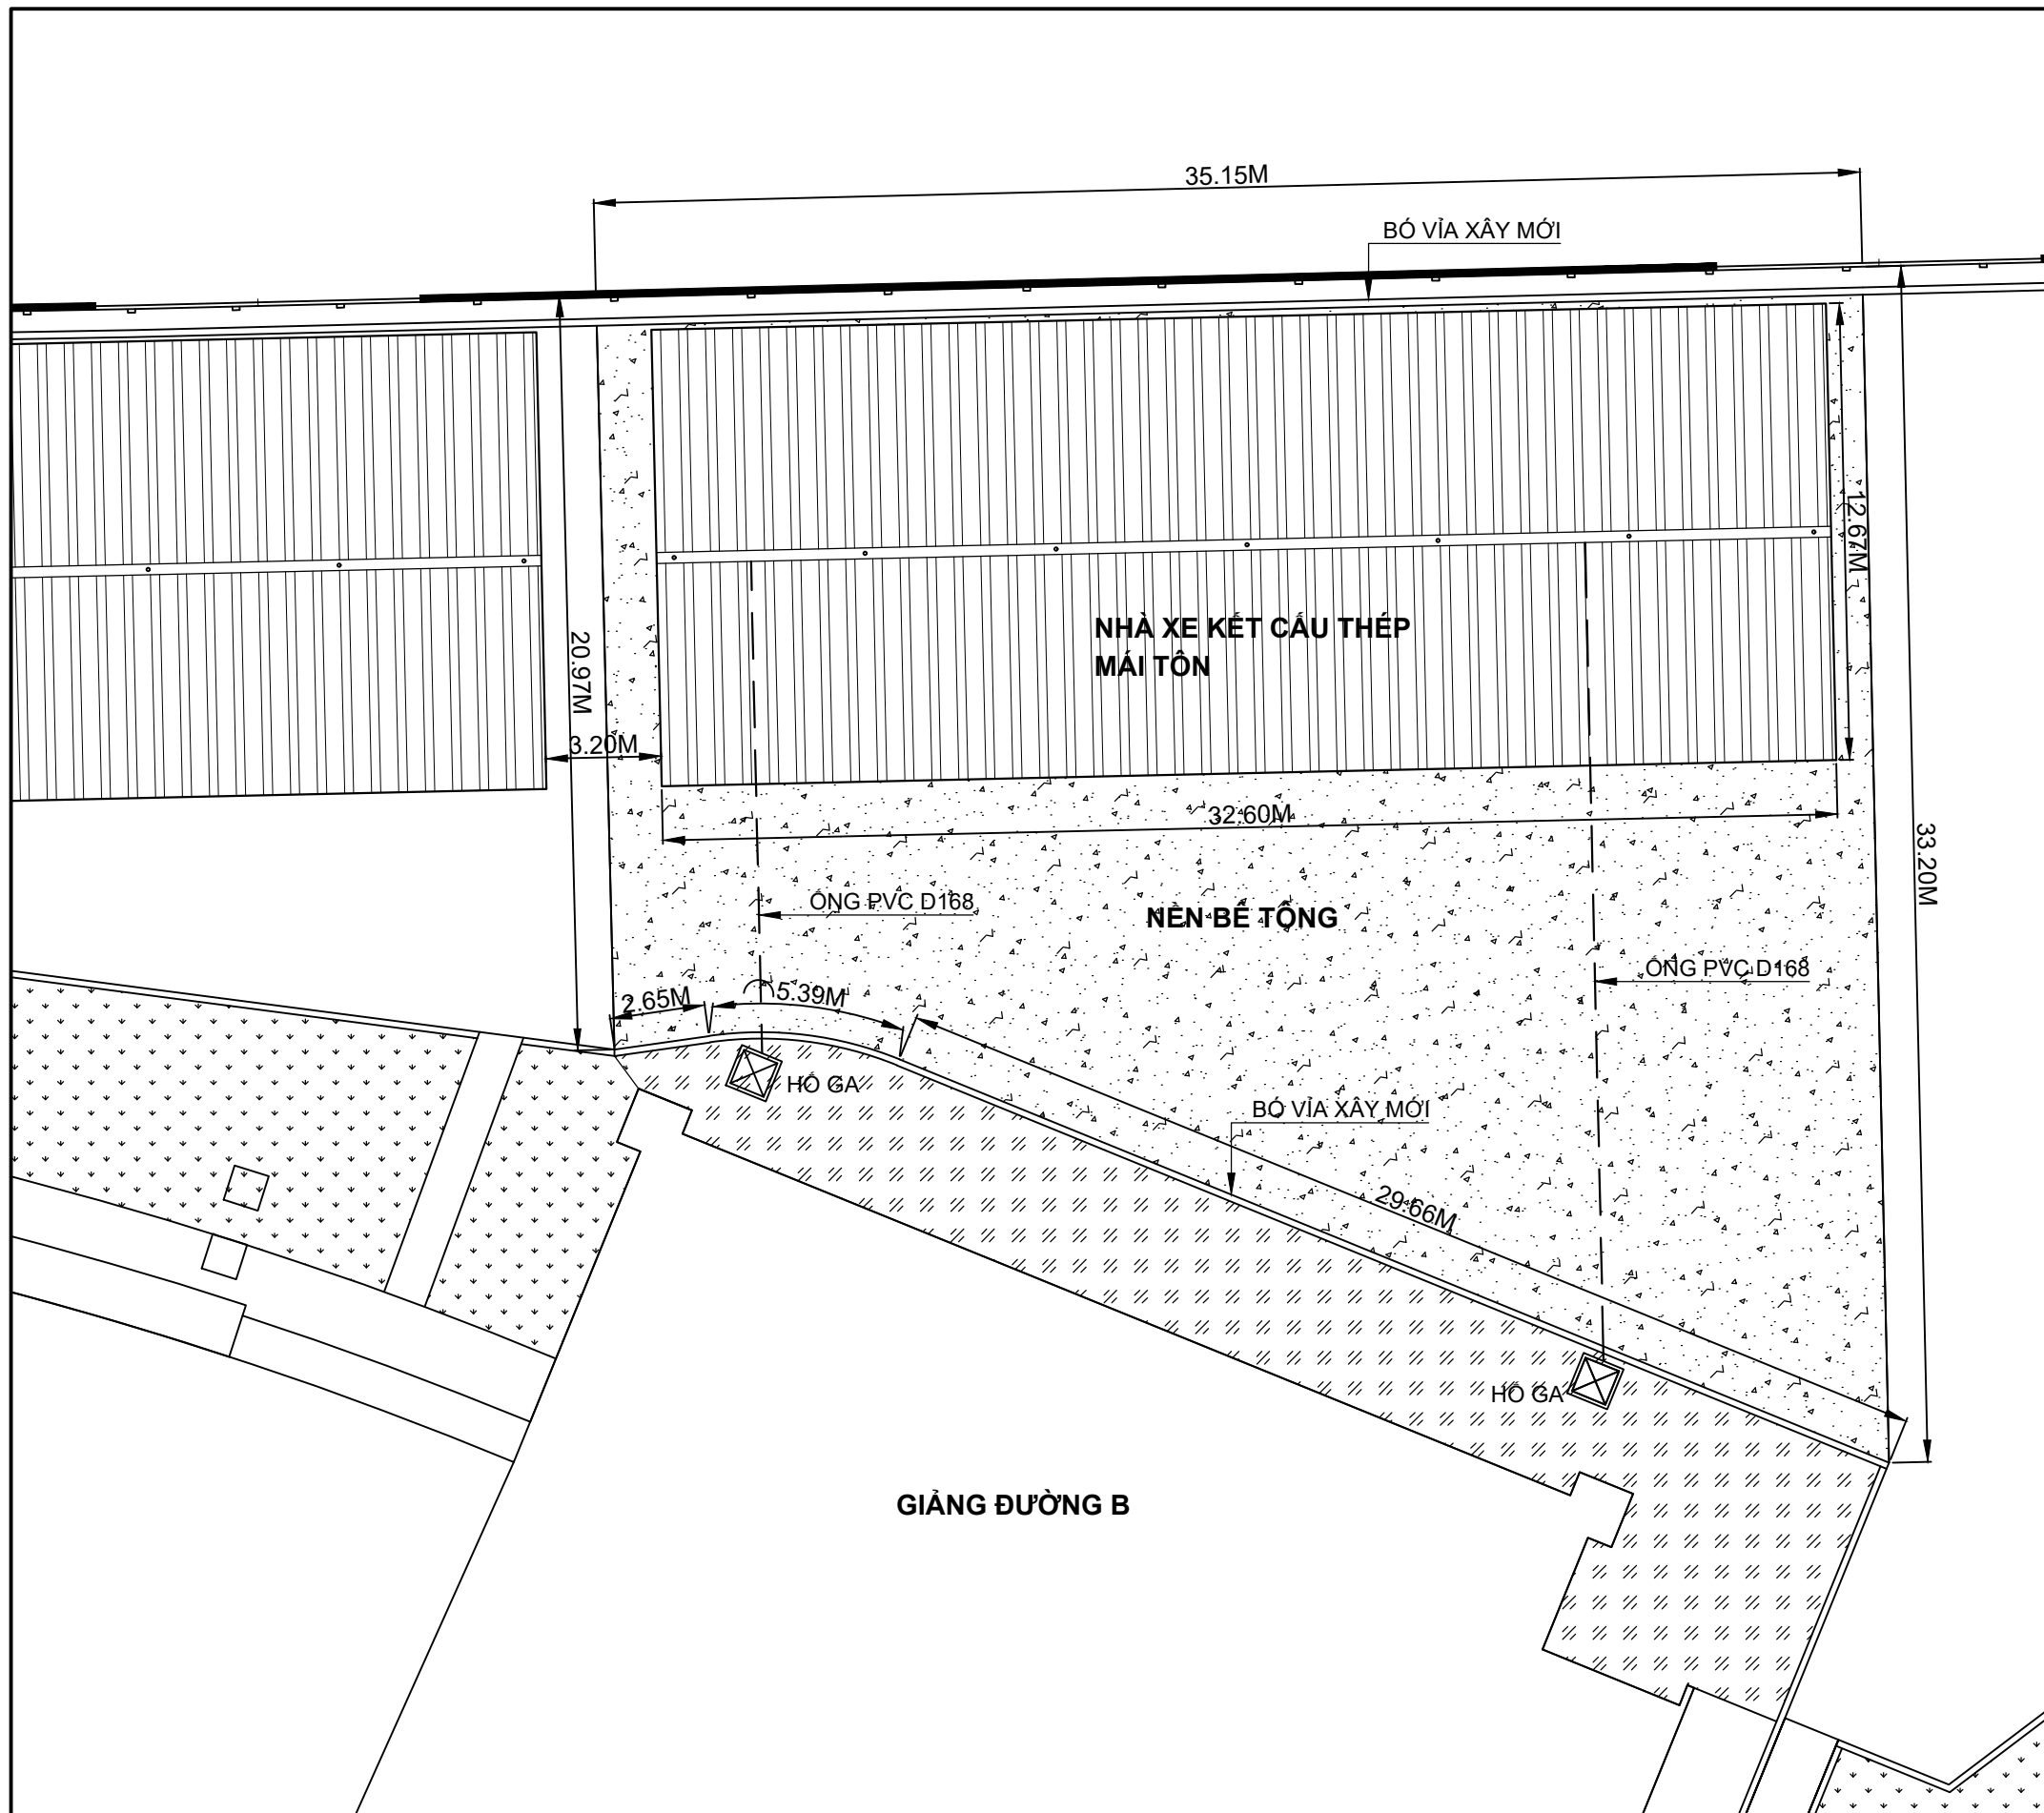 35.15M
BÓ VỈA XÂY MỚI
12.67M
NHÀ XE KẾT CẤU THÉP
MÁI TÔN
20.97M
3.20M
32.60M
33.20M
ỐNG PVC D168
NỀN BÊ TÔNG
ỐNG PVC D168
2.65M
5.39M
HỐ GA
BÓ VỈA XÂY MỚI
29.66M
HỐ GA
GIẢNG ĐƯỜNG B